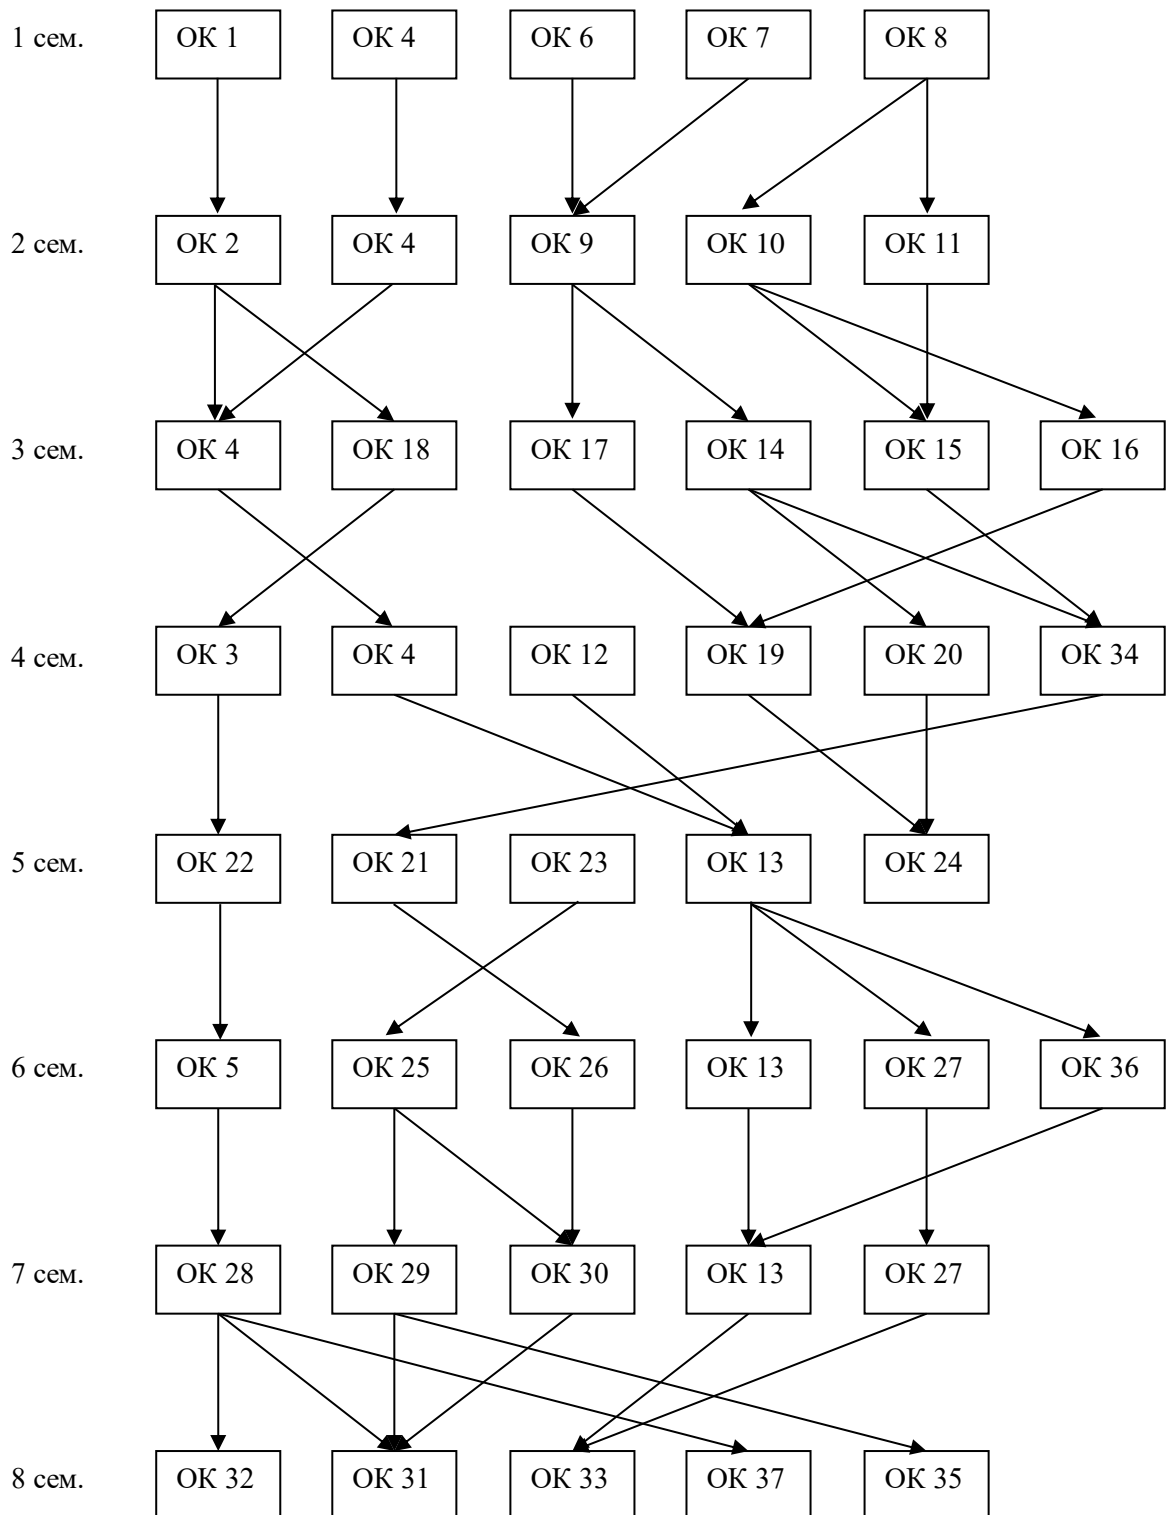 1 сем. ОК 1 ОК 4 ОК 6 ОК 7 ОК 8
2 сем. ОК 2 ОК 4 ОК 9 ОК 10 ОК 11
3 сем. ОК 4 ОК 18 ОК 17 ОК 14 ОК 15 ОК 16
4 сем. ОК 3 ОК 4 ОК 12 ОК 19 ОК 20 ОК 34
5 сем. ОК 22 ОК 21 ОК 23 ОК 13 ОК 24
6 сем. ОК 5 ОК 25 ОК 26 ОК 13 ОК 27 ОК 36
7 сем. ОК 28 ОК 29 ОК 30 ОК 13 ОК 27
8 сем. ОК 32 ОК 31 ОК 33 ОК 37 ОК 35